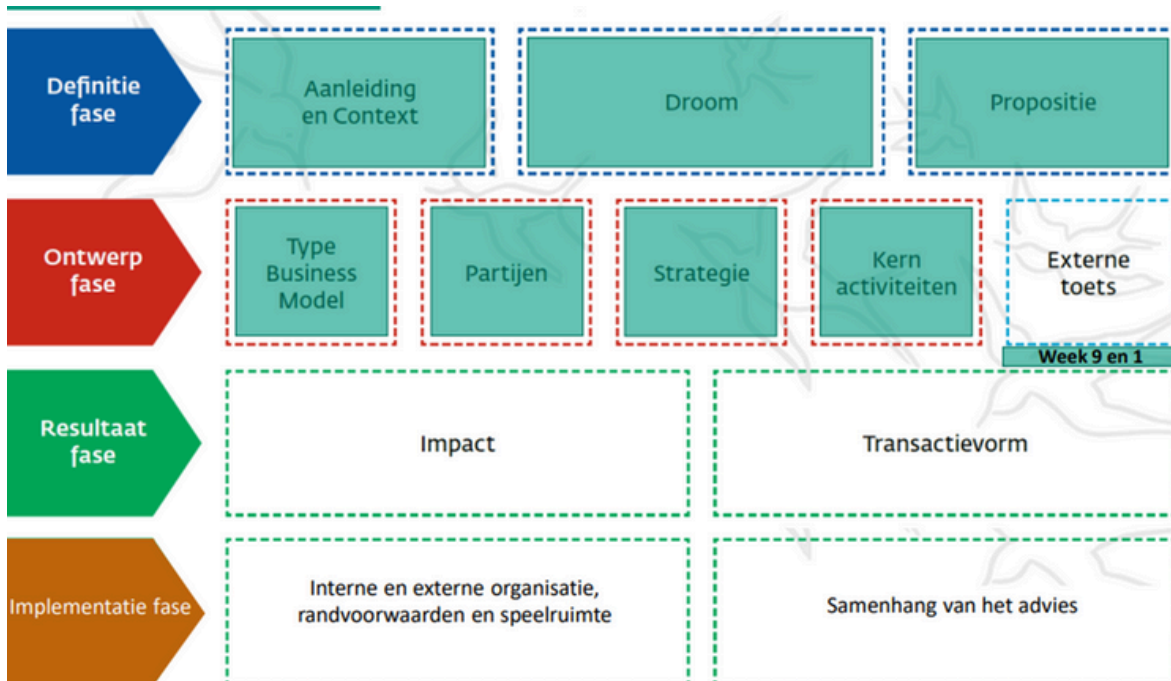 Definitie
fase
Aanleiding
en Context
Droom
Propositie
Ontwerp
fase
Type
Business
Model
Partijen
Strategie
Kern
activiteiten
Externe
toets
Week 9 en 1
Resultaat
fase
Impact
Transactievorm
Implementatie fase
Interne en externe organisatie,
randvoorwaarden en speelruimte
Samenhang van het advies